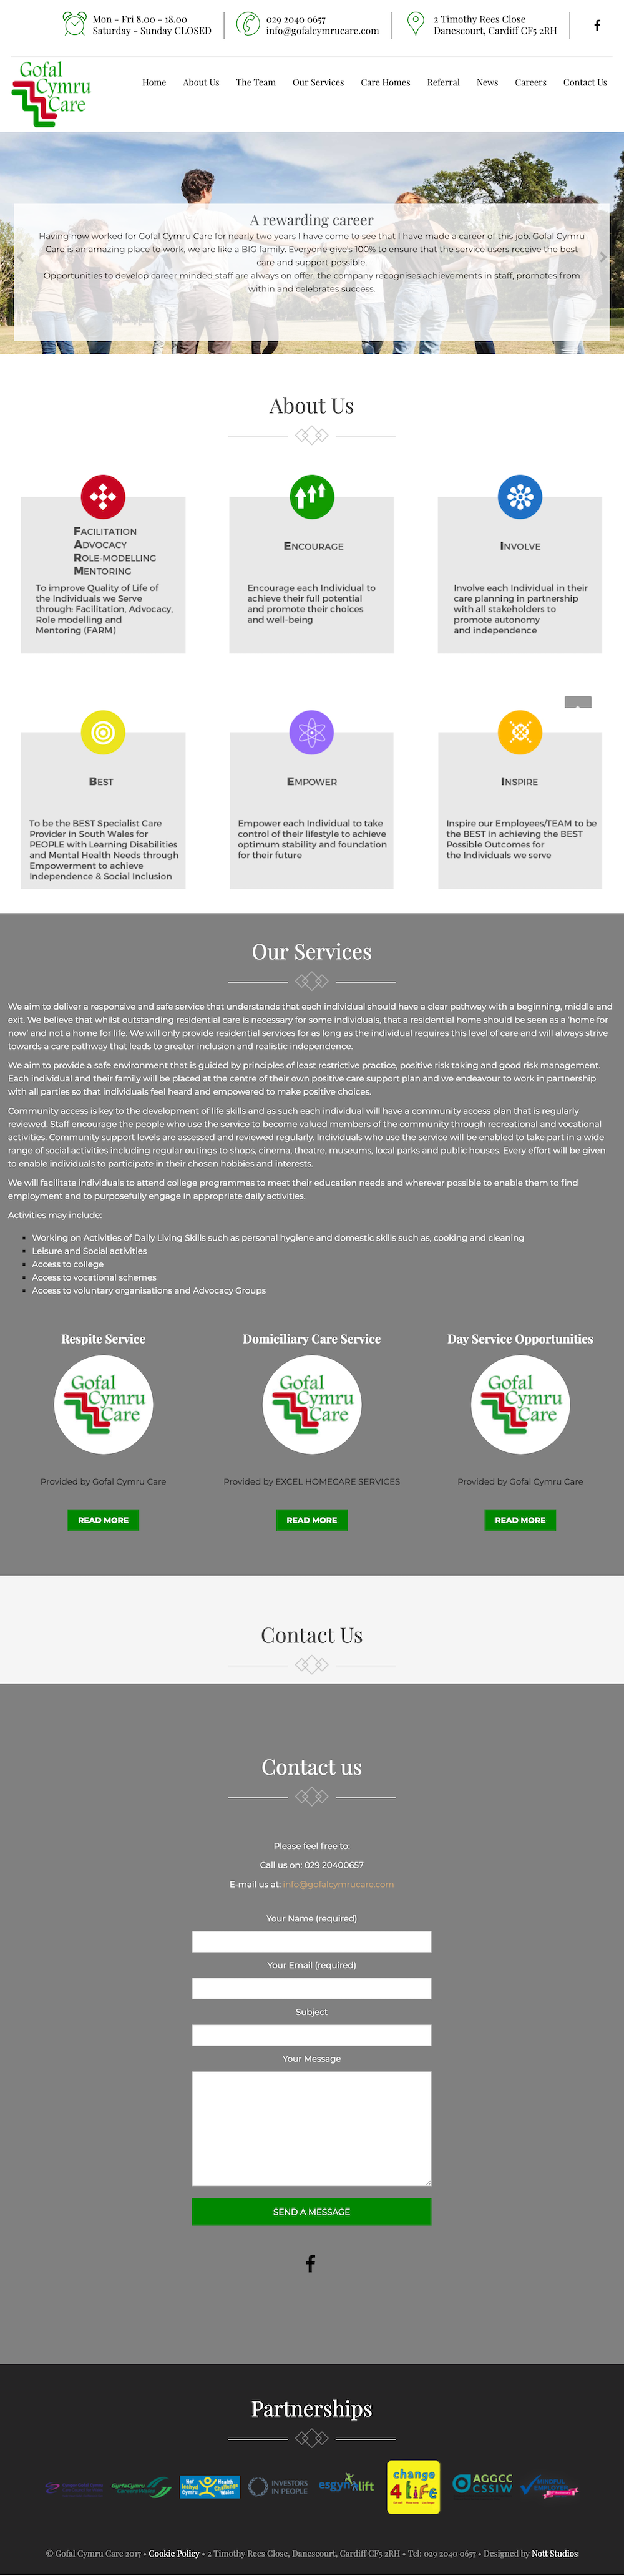 Mon - Fri 8.00 - 18.00
Saturday - Sunday CLOSED
029 2040 0657
info@gofalcymrucare.com
2 Timothy Rees Close
Danescourt, Cardiff CF5 2RH
Gofal
Cymru
Care
Home
About Us
The Team
Our Services
Care Homes
Referral
News
Careers
Contact Us
A rewarding career
Having now worked for Gofal Cymru Care for nearly two years I have come to see that I have made a career of this job. Gofal Cymru
Care is an amazing place to work, we are like a BIG family. Everyone give's 100% to ensure that the service users receive the best
care and support possible.
Opportunities to develop career minded staff are always on offer, the company recognises achievements in staff, promotes from
within and celebrates success.
About Us
FACILITATION
ADVOCACY
ROLE-MODELLING
MENTORING
To improve Quality of Life of
the Individuals we Serve
through: Facilitation, Advocacy,
Role modelling and
Mentoring (FARM)
ENCOURAGE
Encourage each Individual to
achieve their full potential
and promote their choices
and well-being
INVOLVE
Involve each Individual in their
care planning in partnership
with all stakeholders to
promote autonomy
and independence
BEST
To be the BEST Specialist Care
Provider in South Wales for
PEOPLE with Learning Disabilities
and Mental Health Needs through
Empowerment to achieve
Independence & Social Inclusion
EMPOWER
Empower each Individual to take
control of their lifestyle to achieve
optimum stability and foundation
for their future
INSPIRE
Inspire our Employees/TEAM to be
the BEST in achieving the BEST
Possible Outcomes for
the Individuals we serve
Our Services
We aim to deliver a responsive and safe service that understands that each individual should have a clear pathway with a beginning, middle and
exit. We believe that whilst outstanding residential care is necessary for some individuals, that a residential home should be seen as a 'home for
now' and not a home for life. We will only provide residential services for as long as the individual requires this level of care and will always strive
towards a care pathway that leads to greater inclusion and realistic independence.
We aim to provide a safe environment that is guided by principles of least restrictive practice, positive risk taking and good risk management.
Each individual and their family will be placed at the centre of their own positive care support plan and we endeavour to work in partnership
with all parties so that individuals feel heard and empowered to make positive choices.
Community access is key to the development of life skills and as such each individual will have a community access plan that is regularly
reviewed. Staff encourage the people who use the service to become valued members of the community through recreational and vocational
activities. Community support levels are assessed and reviewed regularly. Individuals who use the service will be enabled to take part in a wide
range of social activities including regular outings to shops, cinema, theatre, museums, local parks and public houses. Every effort will be given
to enable individuals to participate in their chosen hobbies and interests.
We will facilitate individuals to attend college programmes to meet their education needs and wherever possible to enable them to find
employment and to purposefully engage in appropriate daily activities.
Activities may include:
Working on Activities of Daily Living Skills such as personal hygiene and domestic skills such as, cooking and cleaning
Leisure and Social activities
Access to college
Access to vocational schemes
Access to voluntary organisations and Advocacy Groups
Respite Service
Gofal
Cymru
Care
Provided by Gofal Cymru Care
READ MORE
Domiciliary Care Service
Gofal
Cymru
Care
Provided by EXCEL HOMECARE SERVICES
READ MORE
Day Service Opportunities
Gofal
Cymru
Care
Provided by Gofal Cymru Care
READ MORE
Contact Us
Contact us
Please feel free to:
Call us on: 029 20400657
E-mail us at: info@gofalcymrucare.com
Your Name (required)
Your Email (required)
Subject
Your Message
SEND A MESSAGE
Partnerships
GyrfaCymru
INVESTORS
IN PEOPLE
esgymlift
change
4LIFE
AGGCC
CSSIW
© Gofal Cymru Care 2017 • Cookie Policy • 2 Timothy Rees Close, Danescourt, Cardiff CF5 2RH • Tel: 029 2040 0657 • Designed by Nott Studios